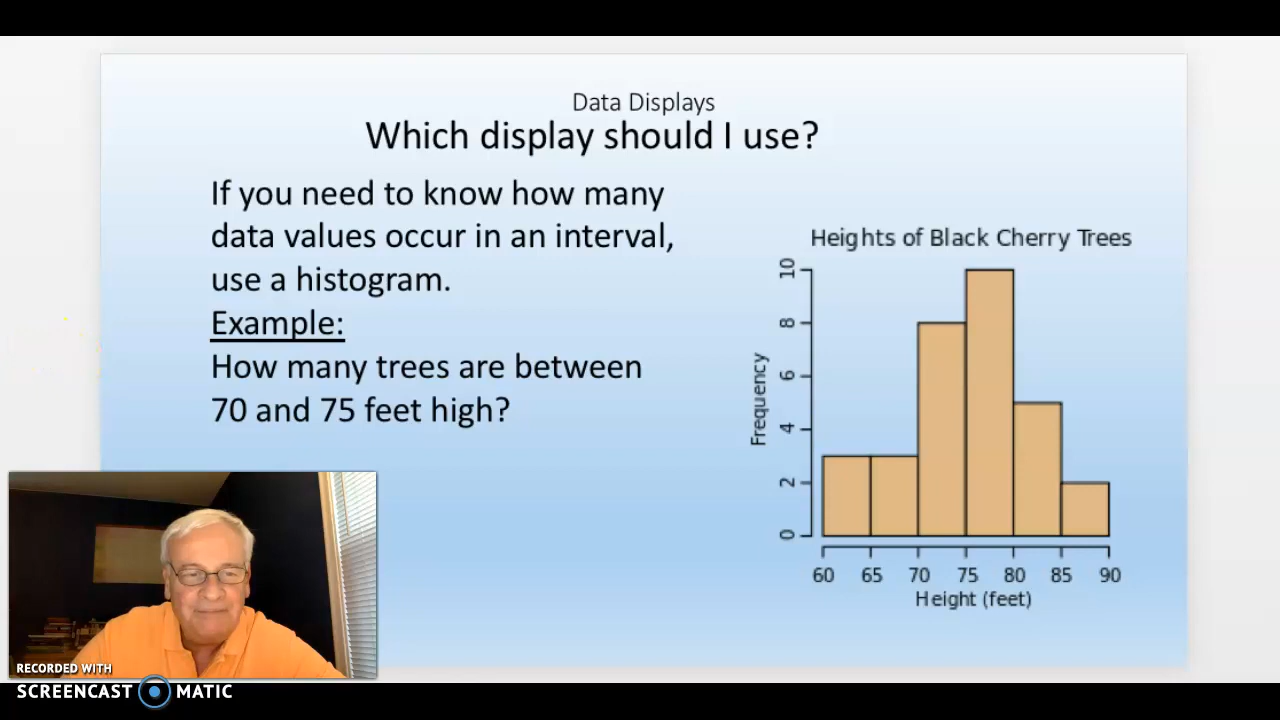 Data Displays
Which display should I use?
If you need to know how many
data values occur in an interval,
use a histogram.
Example:
How many trees are between
70 and 75 feet high?
Heights of Black Cherry Trees
10
8
6
4
2
0
Frequency
60 65 70 75 80 85 90
Height (feet)
RECORDED WITH
SCREENCAST MATIC